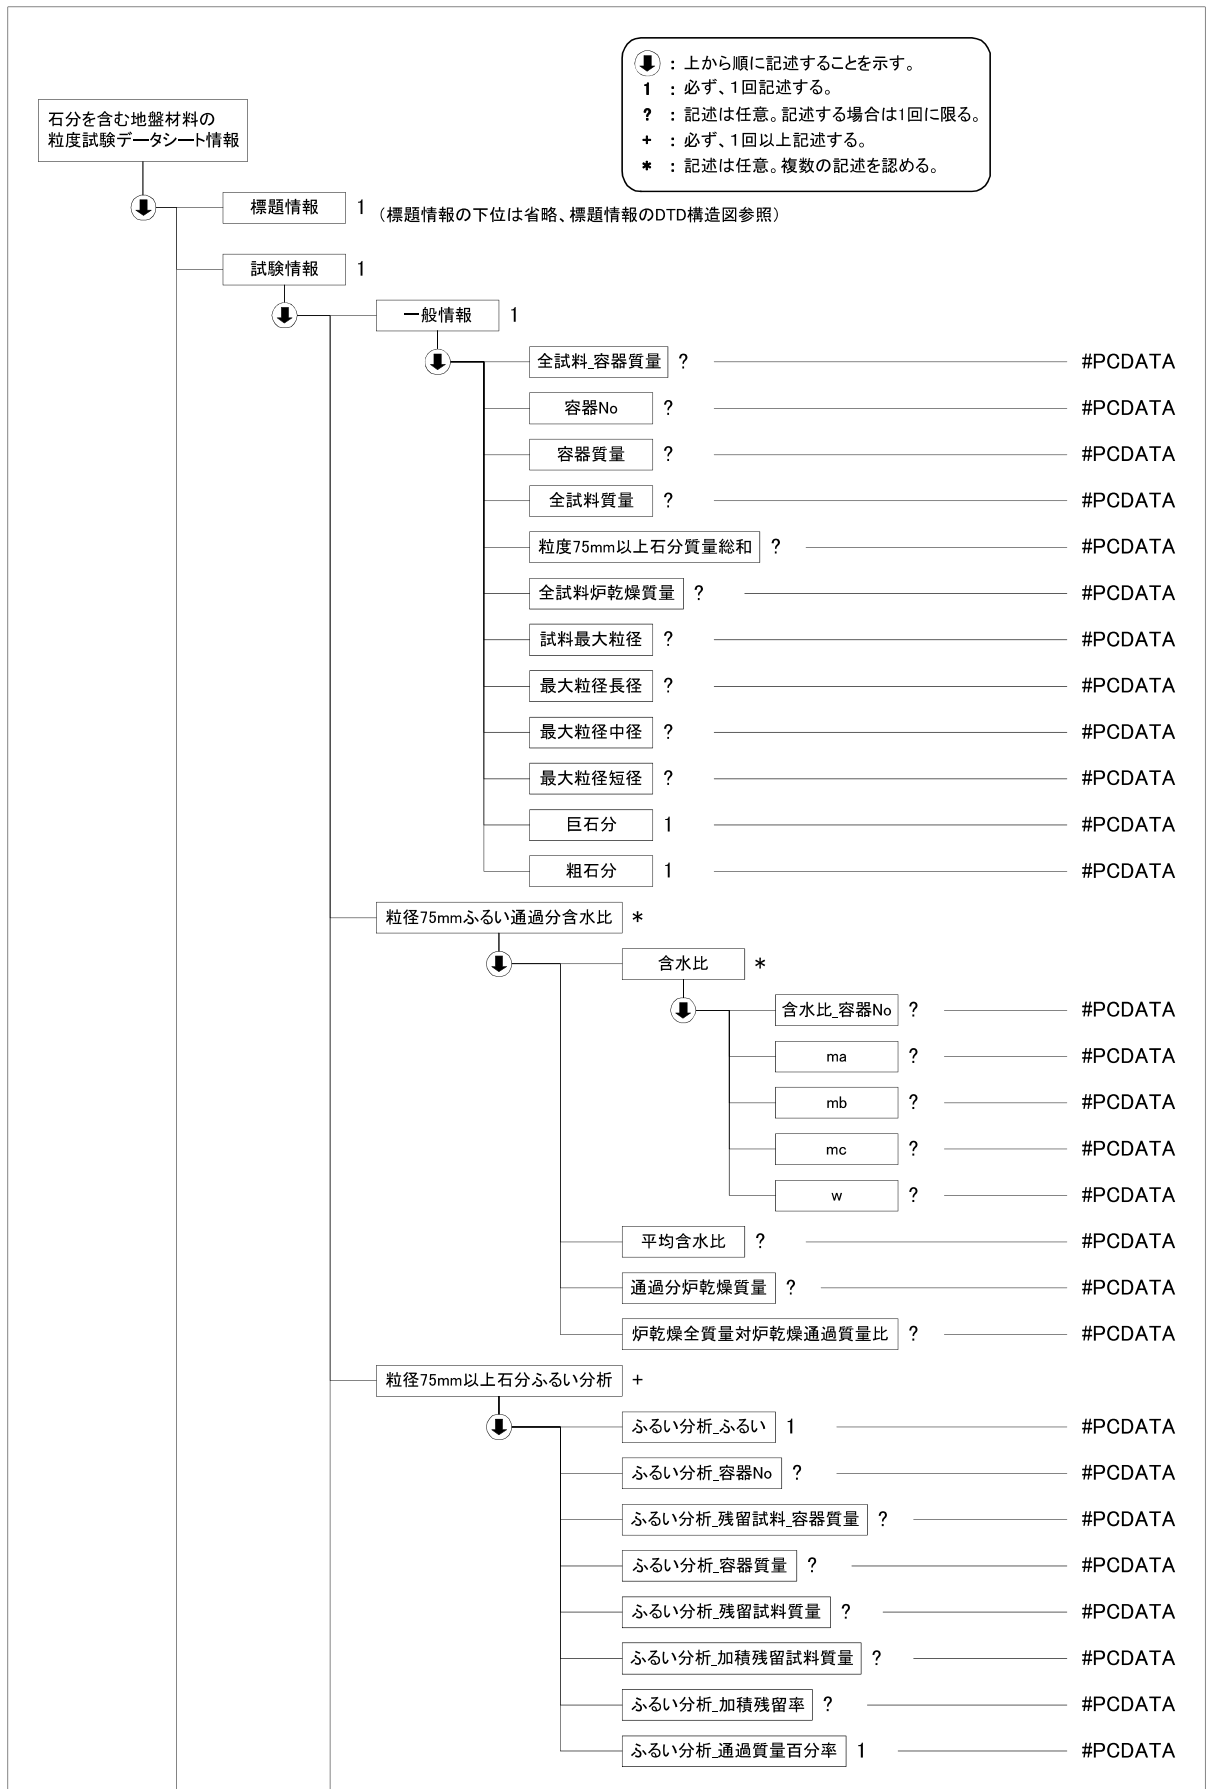 ：上から順に記述することを示す。
1：必ず、1回記述する。
?：記述は任意。記述する場合は1回に限る。
+：必ず、1回以上記述する。
*：記述は任意。複数の記述を認める。
石分を含む地盤材料の
粒度試験データシート情報
標題情報 1 （標題情報の下位は省略、標題情報のDTD構造図参照）
試験情報 1
一般情報 1
全試料_容器質量 ? #PCDATA
容器No ? #PCDATA
容器質量 ? #PCDATA
全試料質量 ? #PCDATA
粒度75mm以上石分質量総和 ? #PCDATA
全試料炉乾燥質量 ? #PCDATA
試料最大粒径 ? #PCDATA
最大粒径長径 ? #PCDATA
最大粒径中径 ? #PCDATA
最大粒径短径 ? #PCDATA
巨石分 1 #PCDATA
粗石分 1 #PCDATA
粒径75mmふるい通過分含水比 *
含水比 *
含水比_容器No ? #PCDATA
ma ? #PCDATA
mb ? #PCDATA
mc ? #PCDATA
w ? #PCDATA
平均含水比 ? #PCDATA
通過分炉乾燥質量 ? #PCDATA
炉乾燥全質量対炉乾燥通過質量比 ? #PCDATA
粒径75mm以上石分ふるい分析 +
ふるい分析_ふるい 1 #PCDATA
ふるい分析_容器No ? #PCDATA
ふるい分析_残留試料_容器質量 ? #PCDATA
ふるい分析_容器質量 ? #PCDATA
ふるい分析_残留試料質量 ? #PCDATA
ふるい分析_加積残留試料質量 ? #PCDATA
ふるい分析_加積残留率 ? #PCDATA
ふるい分析_通過質量百分率 1 #PCDATA